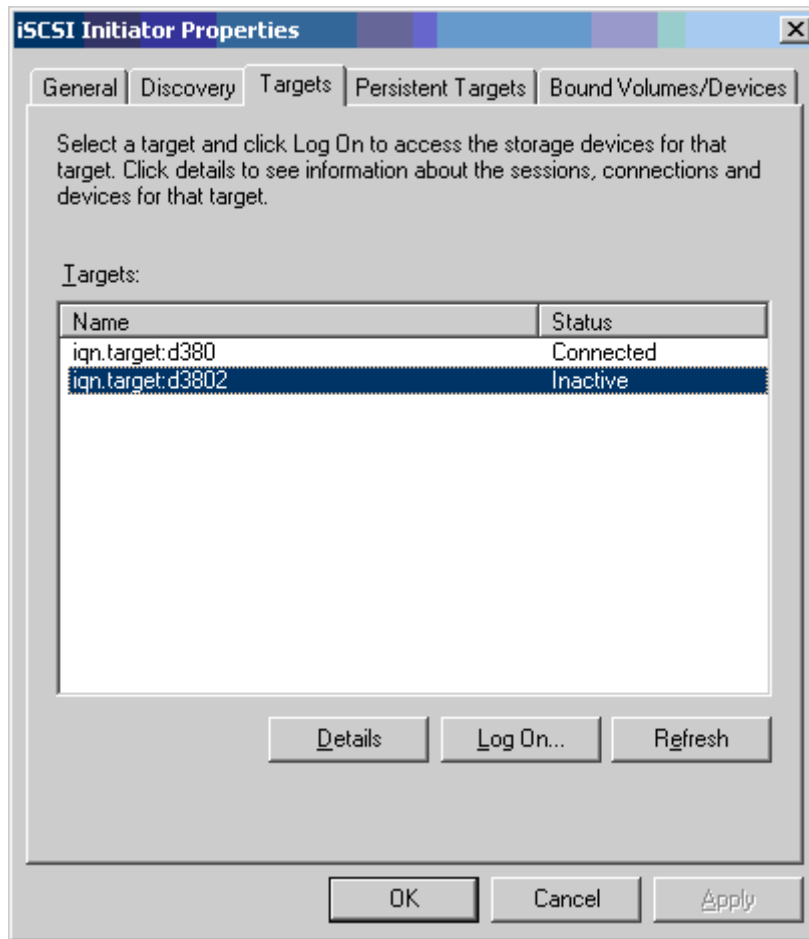 iSCSI Initiator Properties
General Discovery Targets Persistent Targets Bound Volumes/Devices
Select a target and click Log On to access the storage devices for that
target. Click details to see information about the sessions, connections and
devices for that target.
Targets:
Name Status
iqn.target:d380 Connected
iqn.target:d3802 Inactive
Details Log On... Refresh
OK Cancel Apply